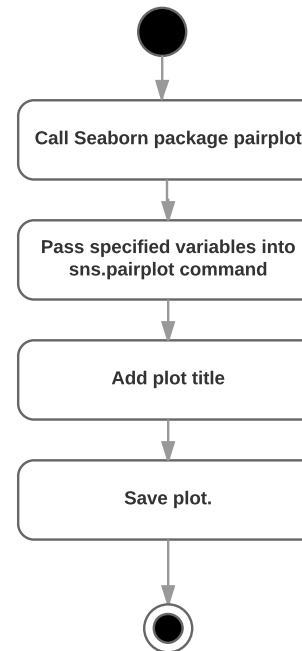 Call Seaborn package pairplot
Pass specified variables into
sns.pairplot command
Add plot title
Save plot.